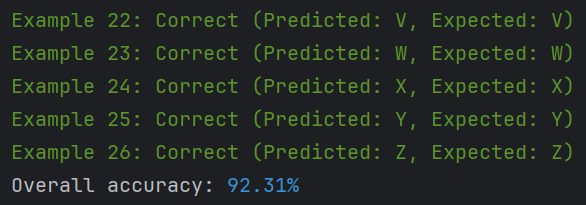 Example 22: Correct (Predicted: V, Expected: V)
Example 23: Correct (Predicted: W, Expected: W)
Example 24: Correct (Predicted: X, Expected: X)
Example 25: Correct (Predicted: Y, Expected: Y)
Example 26: Correct (Predicted: Z, Expected: Z)
Overall accuracy: 92.31%